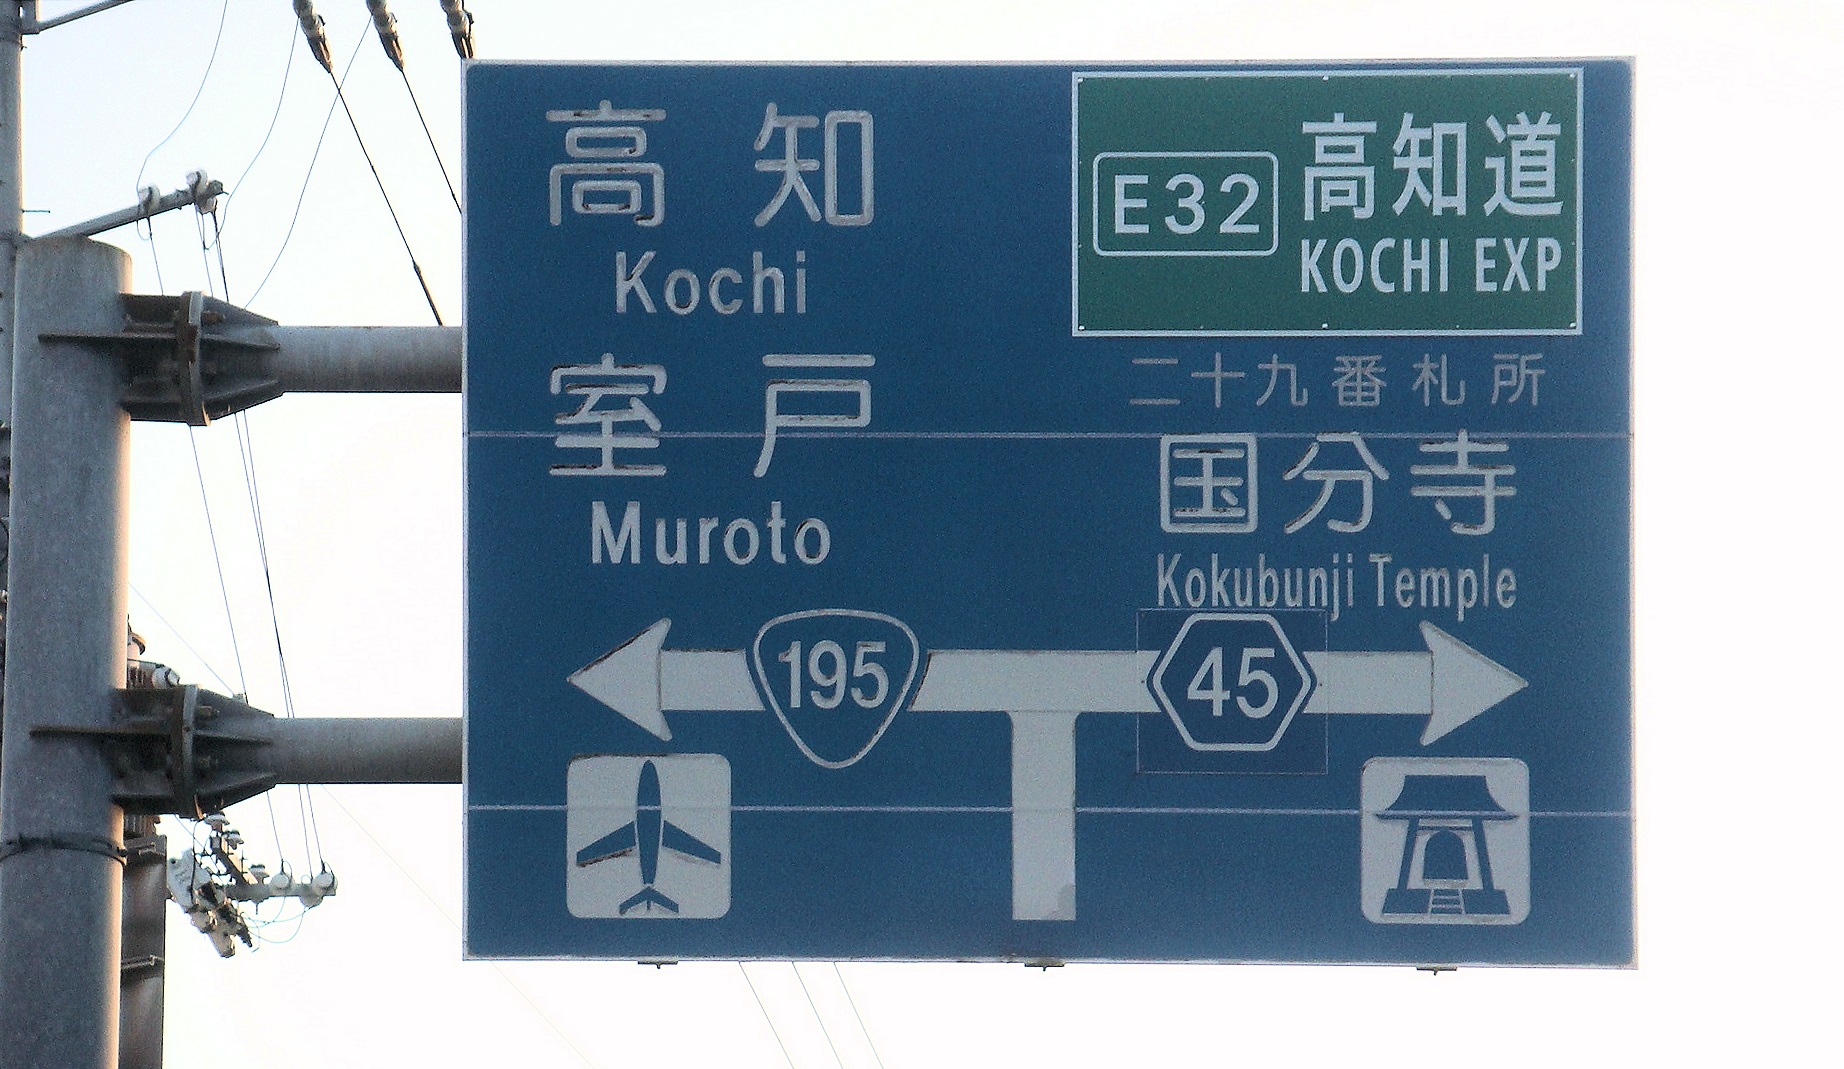 高知
Kochi
室戸
Muroto
195
E32
高知道
KOCHI EXP
二十九番札所
国分寺
Kokubunji Temple
45